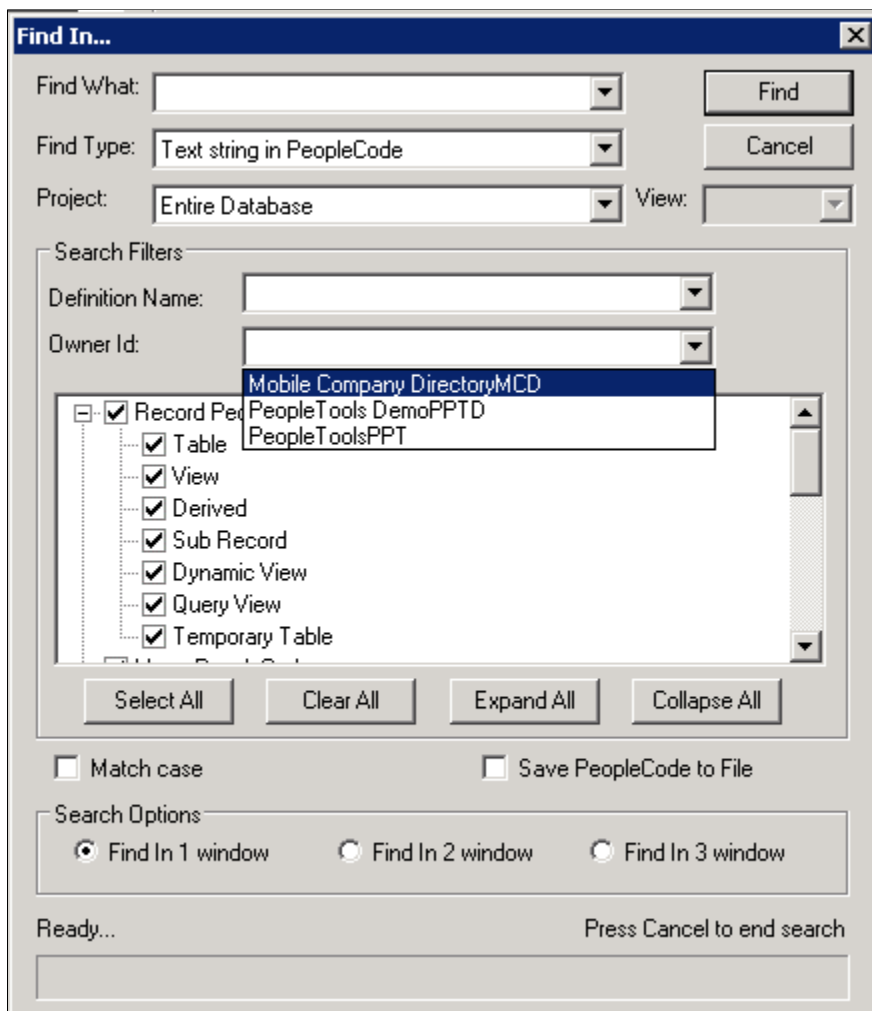 Find In...
Find What:
Find
Find Type: Text string in PeopleCode
Cancel
Project: Entire Database View:
Search Filters
Definition Name:
Owner Id:
Mobile Company DirectoryMCD
PeopleTools DemoPPTD
PeopleToolsPPT
Record
Table
View
Derived
Sub Record
Dynamic View
Query View
Temporary Table
Select All Clear All Expand All Collapse All
Match case Save PeopleCode to File
Search Options
Find In 1 window Find In 2 window Find In 3 window
Ready... Press Cancel to end search